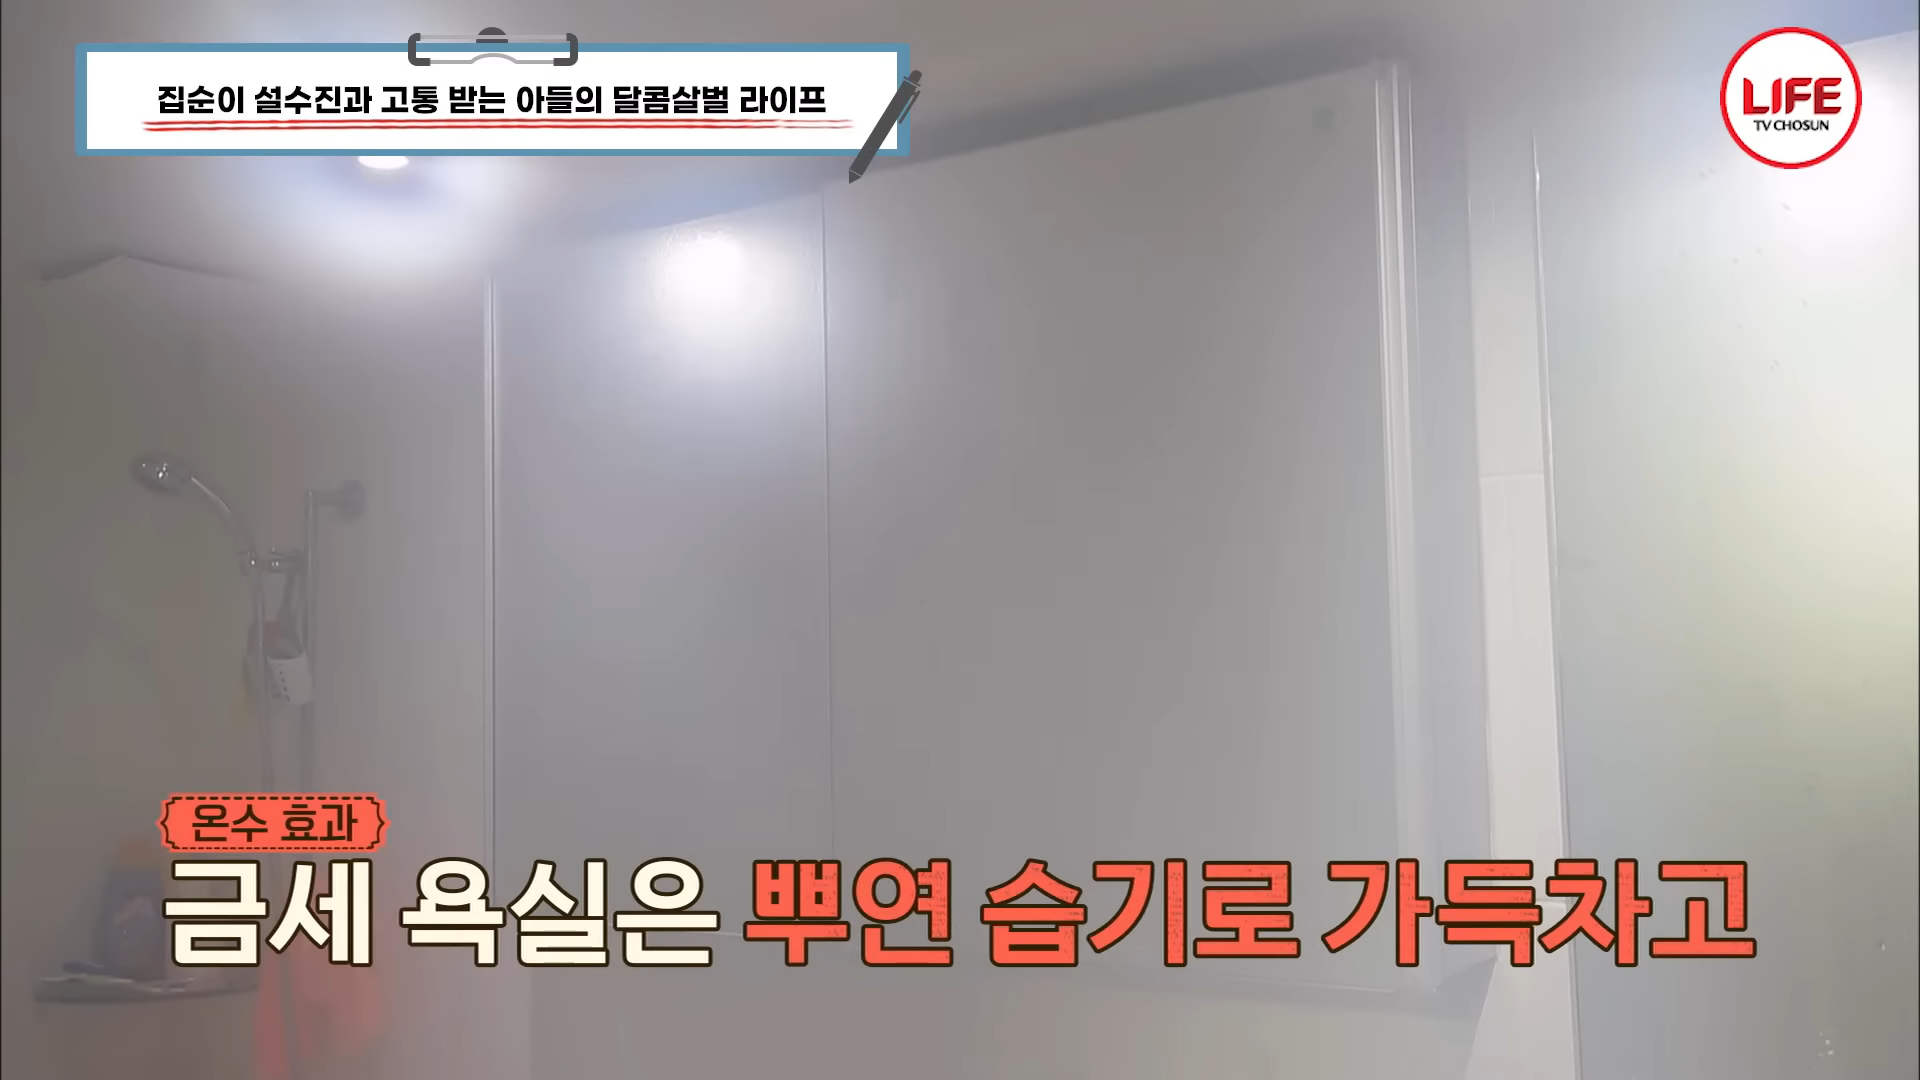 집순이 설수진과 고통 받는 아들의 달콤살벌 라이프
LIFE
TV CHOSUN
온수 효과
금세 욕실은 뿌연 습기로 가득차고